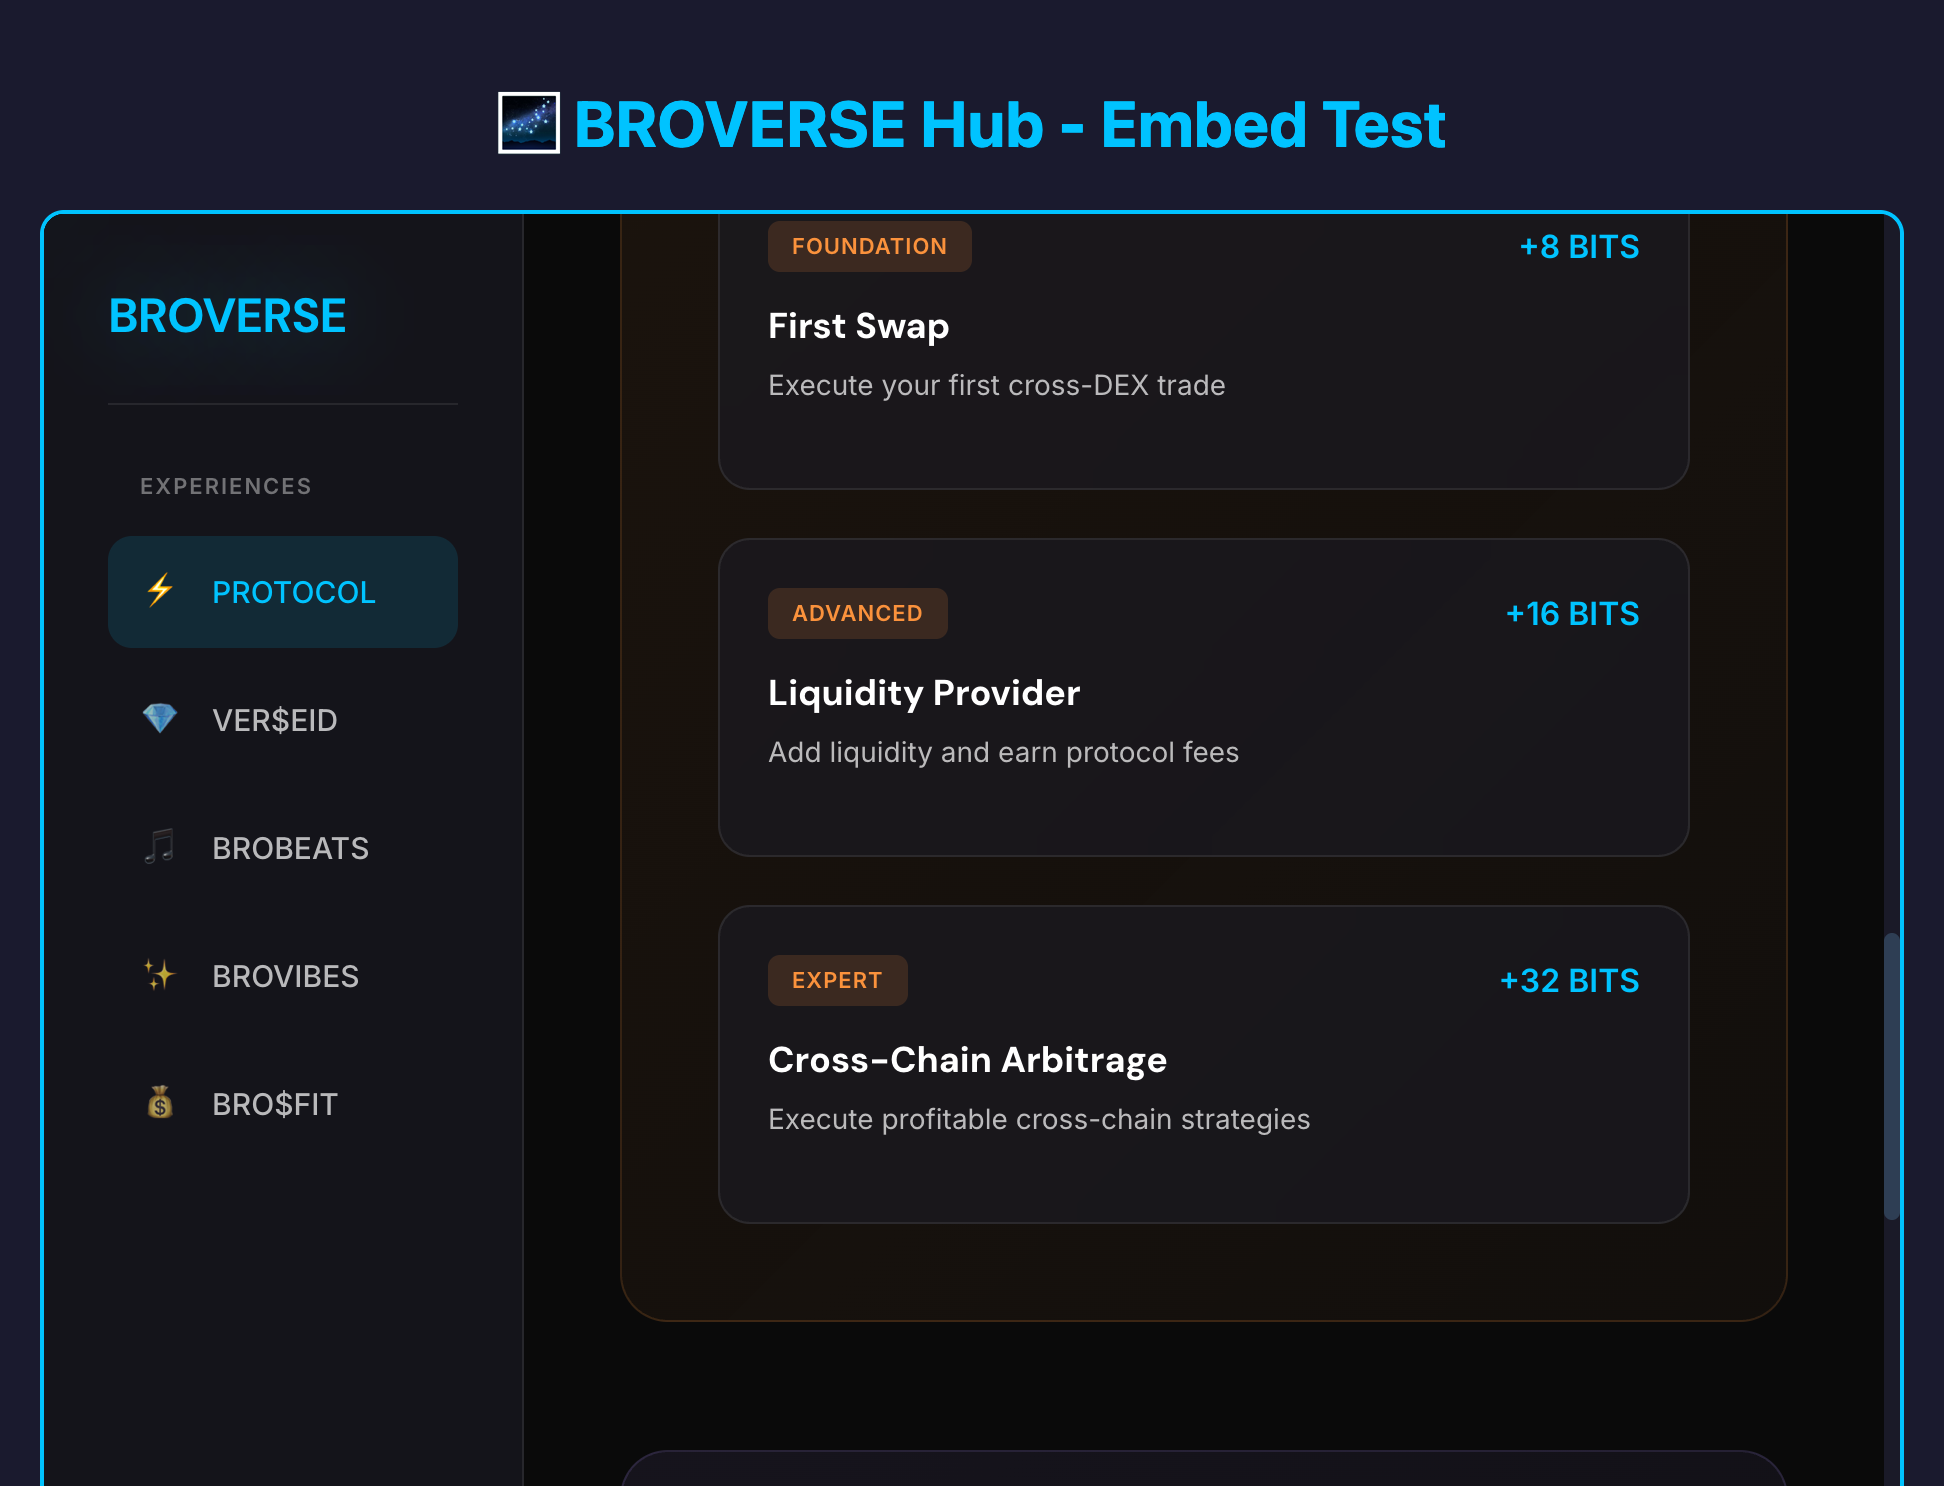 BROVERSE Hub - Embed Test
BROVERSE
EXPERIENCES
PROTOCOL
VER$EID
BROBEATS
BROVIBES
BRO$FIT
FOUNDATION
+8 BITS
First Swap
Execute your first cross-DEX trade
ADVANCED
+16 BITS
Liquidity Provider
Add liquidity and earn protocol fees
EXPERT
+32 BITS
Cross-Chain Arbitrage
Execute profitable cross-chain strategies